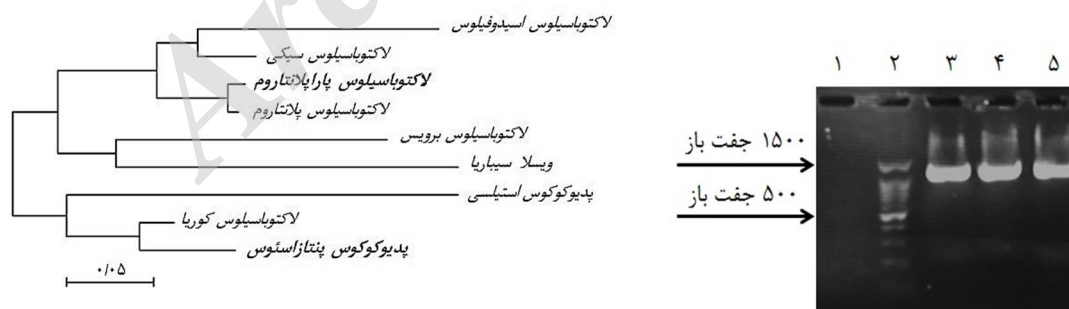 لاکتوباسیلوس اسیدوفیلوس
لاکتوباسیلوس سیکی
لاکتوباسیلوس پاراپلانتاروم
لاکتوباسیلوس پلانتاروم
لاکتوباسیلوس برویس
ویسلا سیباریا
پدیوکوکوس استیلسی
لاکتوباسیلوس کوریا
پدیوکوکوس پنتازاسئوس
۰/۰۵
۱ ۲ ۳ ۴ ۵
۱۵۰۰ جفت باز
۵۰۰ جفت باز